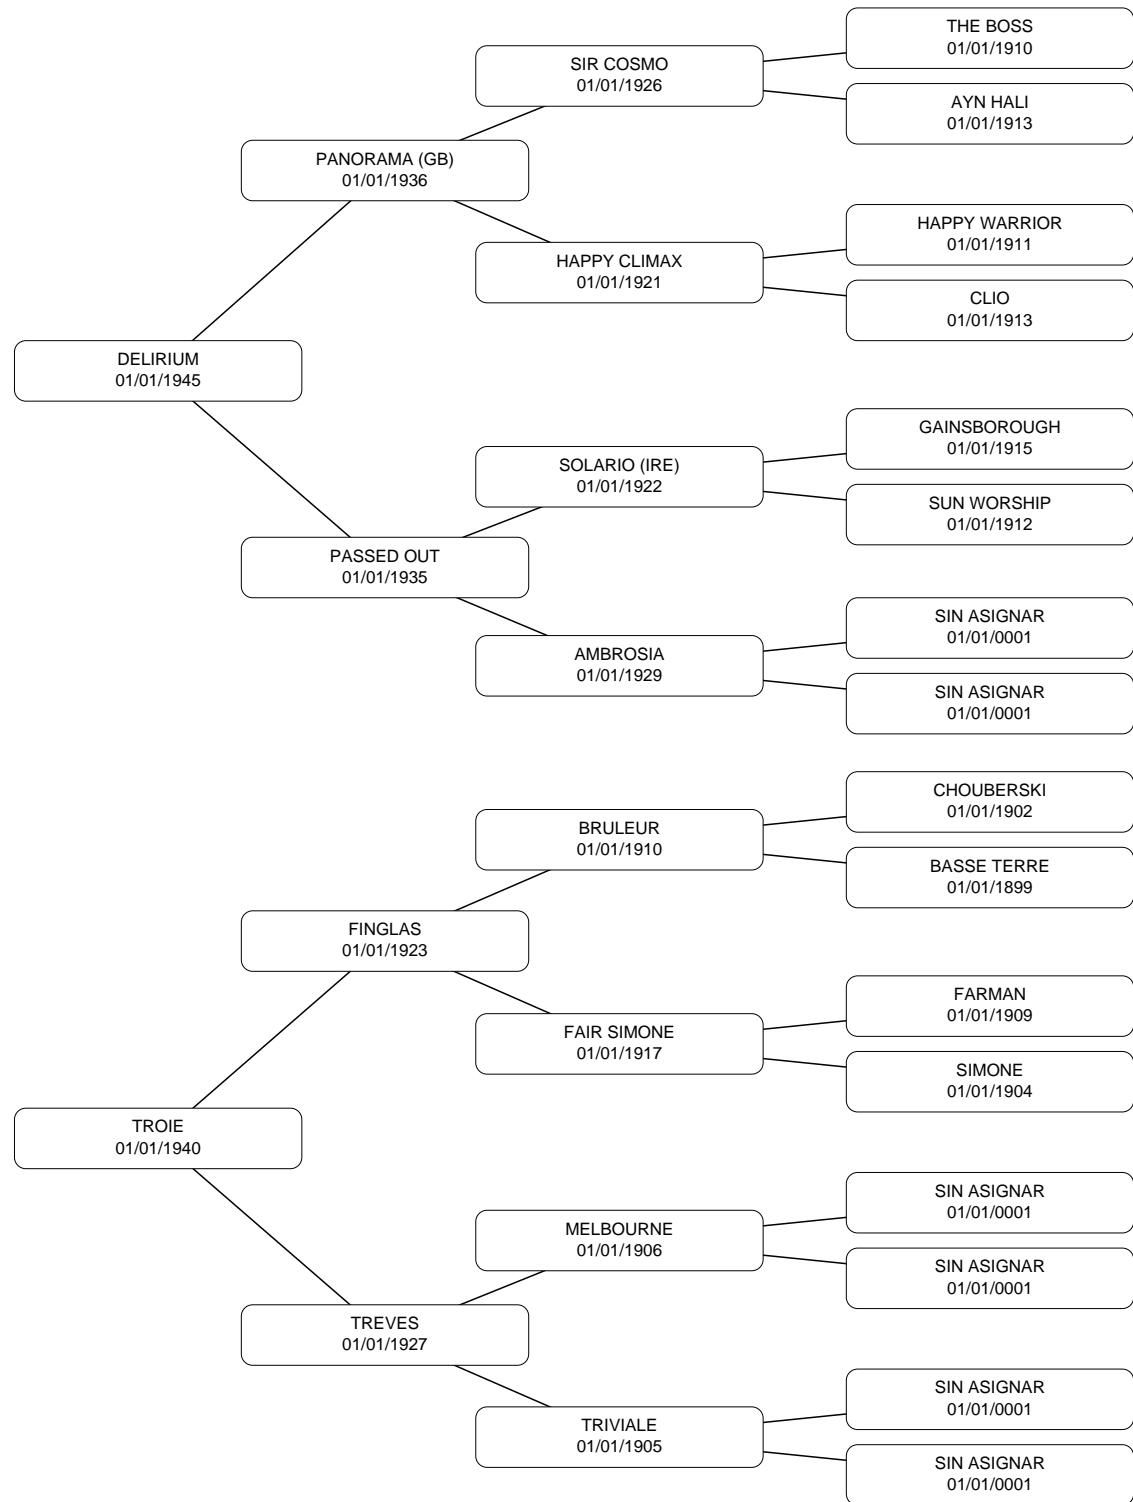 THE BOSS
01/01/1910
SIR COSMO
01/01/1926
AYN HALI
01/01/1913
PANORAMA (GB)
01/01/1936
HAPPY WARRIOR
01/01/1911
HAPPY CLIMAX
01/01/1921
CLIO
01/01/1913
DELIRIUM
01/01/1945
GAINSBOROUGH
01/01/1915
SOLARIO (IRE)
01/01/1922
SUN WORSHIP
01/01/1912
PASSED OUT
01/01/1935
SIN ASIGNAR
01/01/0001
AMBROSIA
01/01/1929
SIN ASIGNAR
01/01/0001
CHOUBERSKI
01/01/1902
BRULEUR
01/01/1910
BASSE TERRE
01/01/1899
FINGLAS
01/01/1923
FARMAN
01/01/1909
FAIR SIMONE
01/01/1917
SIMONE
01/01/1904
TROIE
01/01/1940
SIN ASIGNAR
01/01/0001
MELBOURNE
01/01/1906
SIN ASIGNAR
01/01/0001
TREVES
01/01/1927
SIN ASIGNAR
01/01/0001
TRIVIALE
01/01/1905
SIN ASIGNAR
01/01/0001